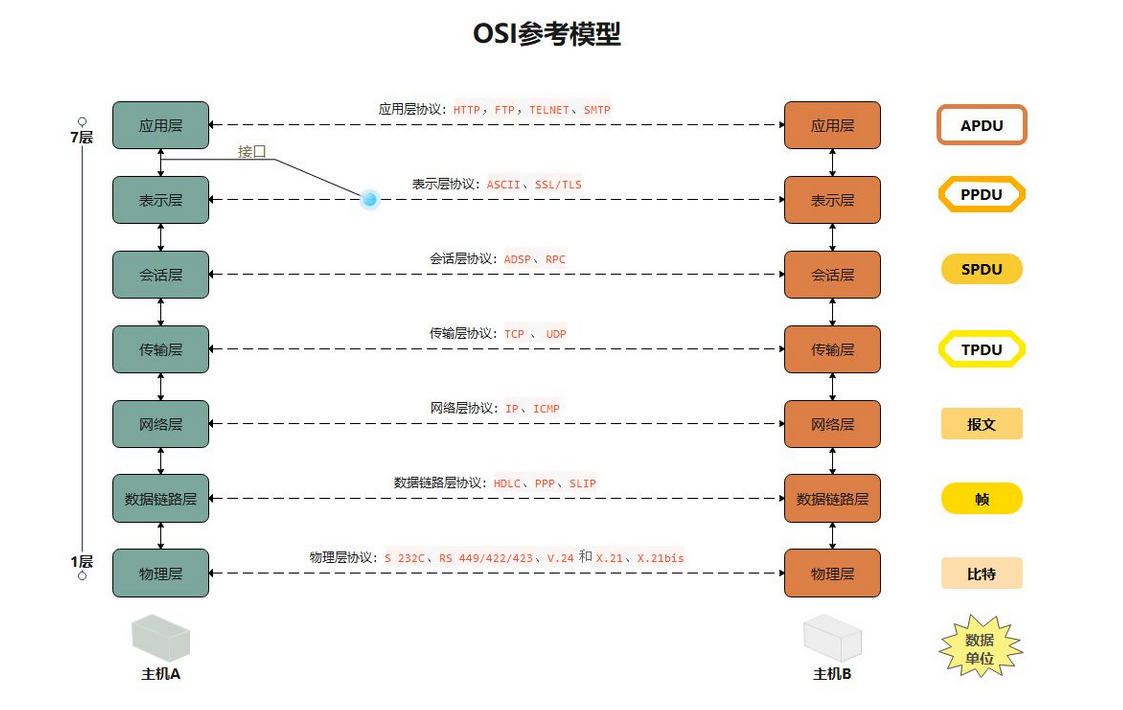 OSI参考模型
应用层协议：HTTP，FTP，TELNET、SMTP
应用层
应用层
APDU
7层
接口
表示层协议：ASCII、SSL/TLS
表示层
表示层
PPDU
会话层协议：ADSP、RPC
会话层
会话层
SPDU
传输层协议：TCP 、 UDP
传输层
传输层
TPDU
网络层协议：IP、ICMP
网络层
网络层
报文
数据链路层协议：HDLC、PPP、SLIP
数据链路层
数据链路层
帧
物理层协议：S 232C、RS 449/422/423、V.24 和 X.21、X.21bis
1层
物理层
物理层
比特
主机A
主机B
数据
单位